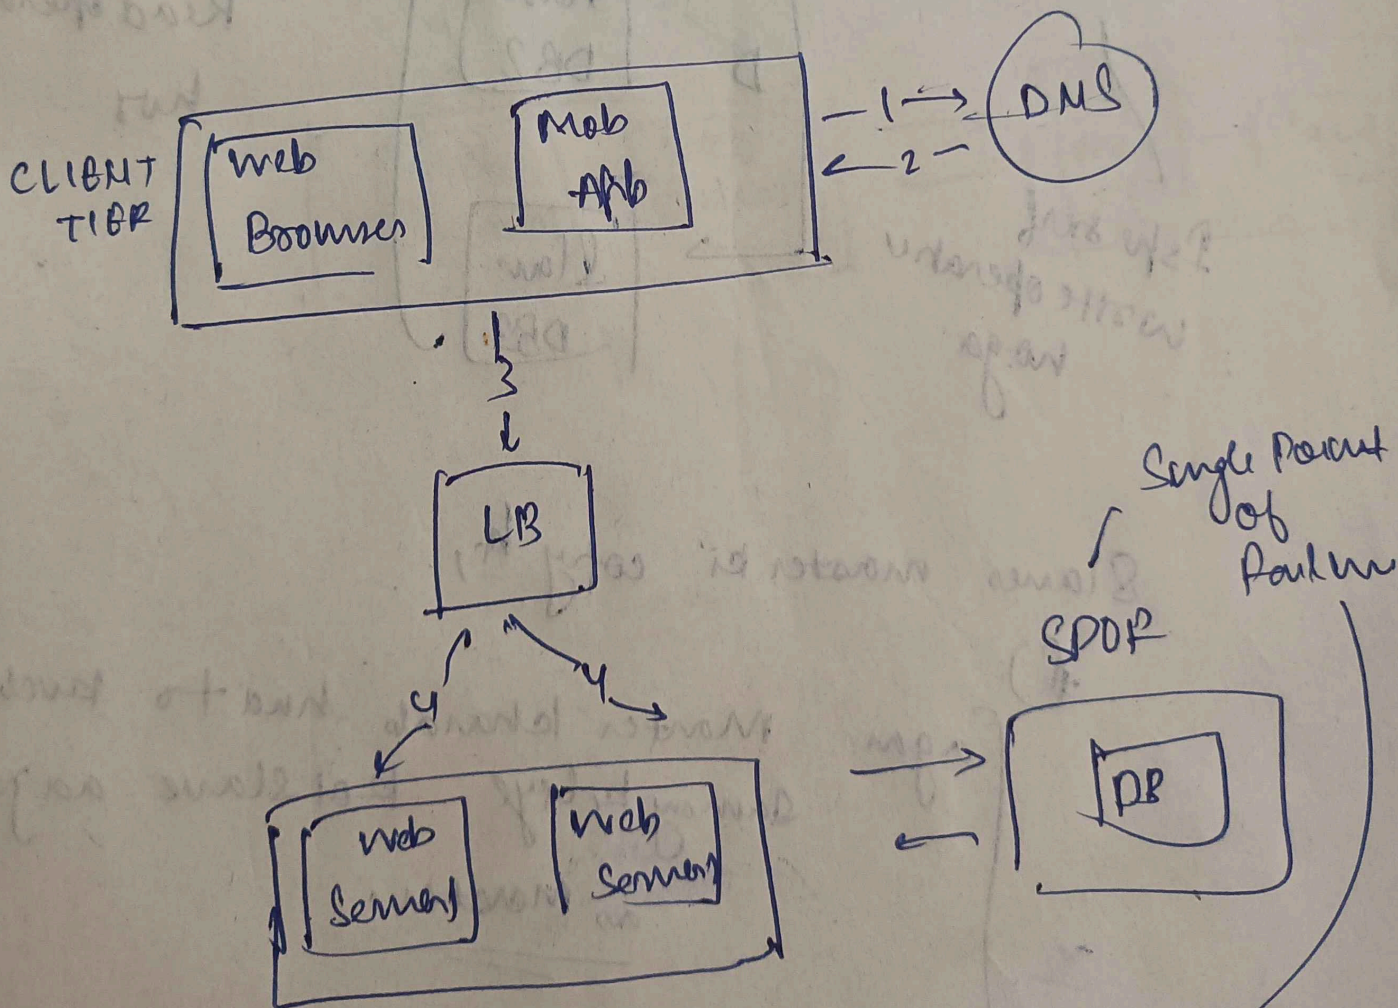 CLIENT
TIER
Web
Browser
Mob
App
1
2
DNS
3
LB
4
4
Single Point
of
Failure
SPOF
Web
Server
Web
Server
DB